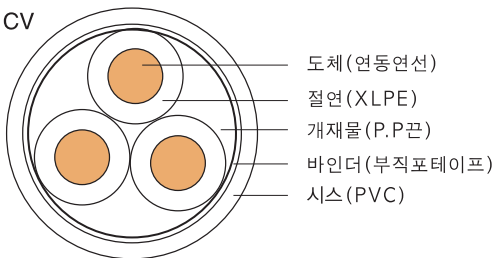 CV
도체(연동연선)
절연(XLPE)
개재물(P.P끈)
바인더(부직포테이프)
시스(PVC)